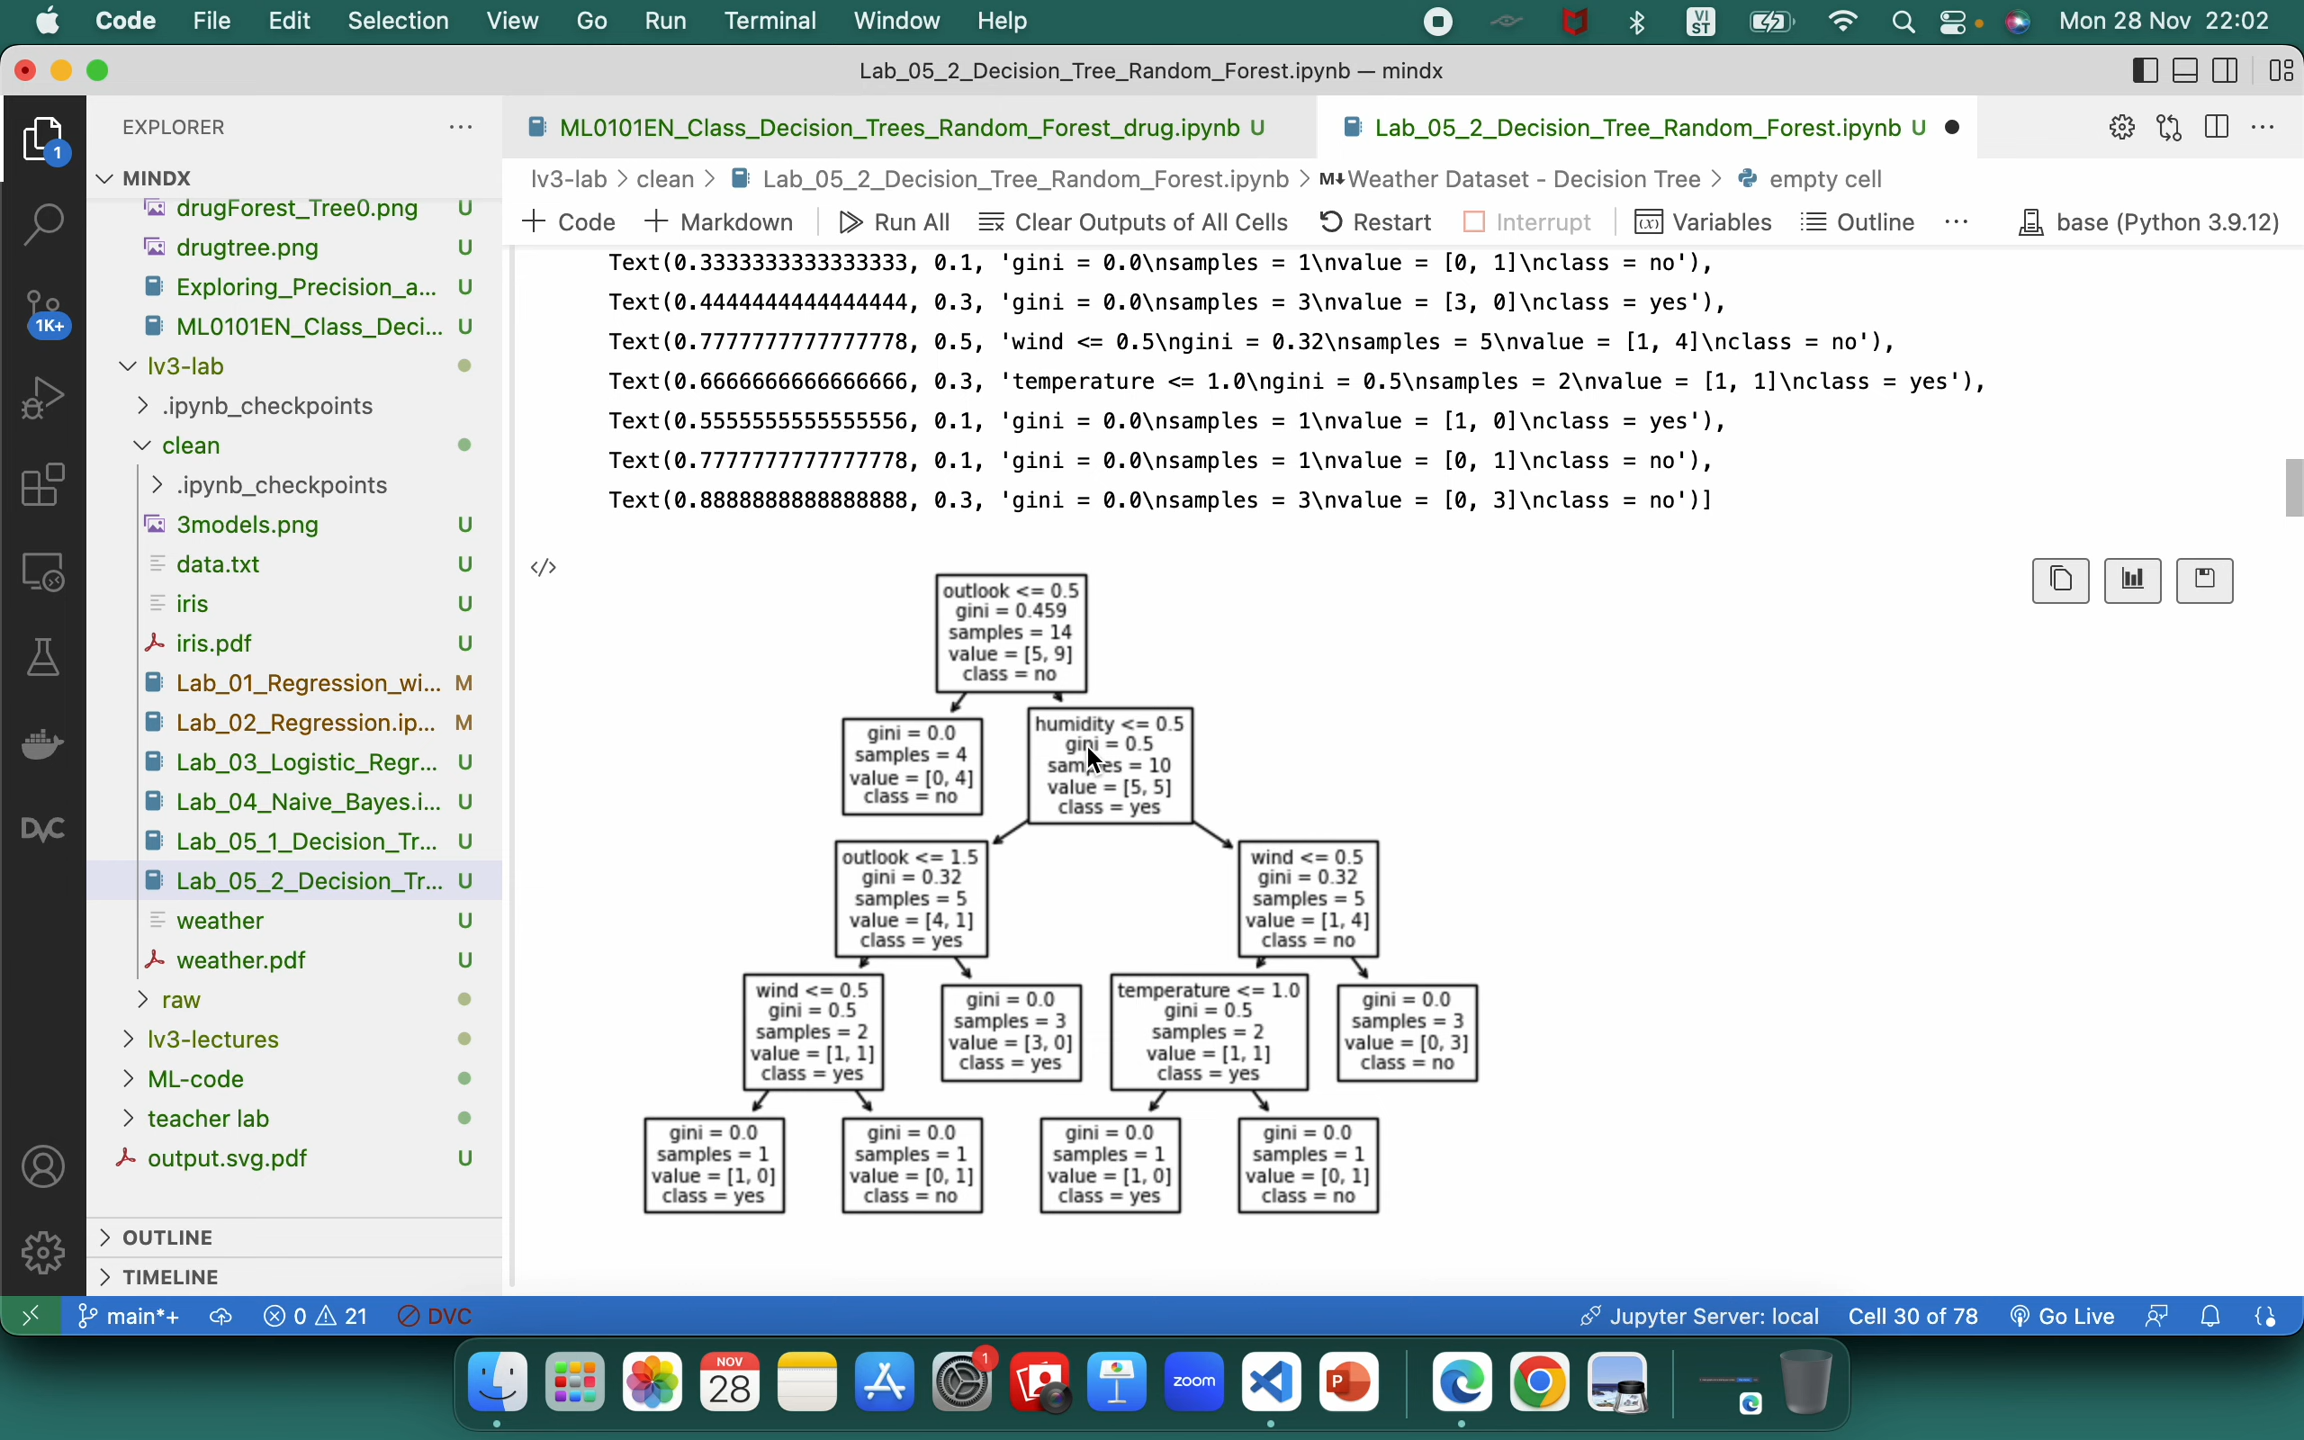 Code File Edit Selection View Go Run Terminal Window Help VI ST Mon 28 Nov 22:02
Lab_05_2_Decision_Tree_Random_Forest.ipynb — mindx
EXPLORER
ML0101EN_Class_Decision_Trees_Random_Forest_drug.ipynb U
Lab_05_2_Decision_Tree_Random_Forest.ipynb U
1
MINDX
lv3-lab > clean > Lab_05_2_Decision_Tree_Random_Forest.ipynb > M↓Weather Dataset - Decision Tree > empty cell
+ Code + Markdown Run All Clear Outputs of All Cells Restart Interrupt Variables Outline ... base (Python 3.9.12)
drugForest_Tree0.png U
drugtree.png U
Exploring_Precision_a... U
ML0101EN_Class_Deci... U
1K+
lv3-lab
.ipynb_checkpoints
clean
.ipynb_checkpoints
3models.png U
data.txt U
iris U
iris.pdf U
Lab_01_Regression_wi... M
Lab_02_Regression.ip... M
Lab_03_Logistic_Regr... U
Lab_04_Naive_Bayes.i... U
Lab_05_1_Decision_Tr... U
Lab_05_2_Decision_Tr... U
weather U
weather.pdf U
raw
lv3-lectures
ML-code
teacher lab
output.svg.pdf U
OUTLINE
TIMELINE
DVC
Text(0.3333333333333333, 0.1, 'gini = 0.0\nsamples = 1\nvalue = [0, 1]\nclass = no'),
Text(0.4444444444444444, 0.3, 'gini = 0.0\nsamples = 3\nvalue = [3, 0]\nclass = yes'),
Text(0.7777777777777778, 0.5, 'wind <= 0.5\ngini = 0.32\nsamples = 5\nvalue = [1, 4]\nclass = no'),
Text(0.6666666666666666, 0.3, 'temperature <= 1.0\ngini = 0.5\nsamples = 2\nvalue = [1, 1]\nclass = yes'),
Text(0.5555555555555556, 0.1, 'gini = 0.0\nsamples = 1\nvalue = [1, 0]\nclass = yes'),
Text(0.7777777777777778, 0.1, 'gini = 0.0\nsamples = 1\nvalue = [0, 1]\nclass = no'),
Text(0.8888888888888888, 0.3, 'gini = 0.0\nsamples = 3\nvalue = [0, 3]\nclass = no')]
</>
outlook <= 0.5
gini = 0.459
samples = 14
value = [5, 9]
class = no
gini = 0.0
samples = 4
value = [0, 4]
class = no
humidity <= 0.5
gini = 0.5
samples = 10
value = [5, 5]
class = yes
outlook <= 1.5
gini = 0.32
samples = 5
value = [4, 1]
class = yes
wind <= 0.5
gini = 0.32
samples = 5
value = [1, 4]
class = no
wind <= 0.5
gini = 0.5
samples = 2
value = [1, 1]
class = yes
gini = 0.0
samples = 3
value = [3, 0]
class = yes
temperature <= 1.0
gini = 0.5
samples = 2
value = [1, 1]
class = yes
gini = 0.0
samples = 3
value = [0, 3]
class = no
gini = 0.0
samples = 1
value = [1, 0]
class = yes
gini = 0.0
samples = 1
value = [0, 1]
class = no
gini = 0.0
samples = 1
value = [1, 0]
class = yes
gini = 0.0
samples = 1
value = [0, 1]
class = no
main*+ 0 21 DVC Jupyter Server: local Cell 30 of 78 Go Live
NOV
28
1
zoom
P